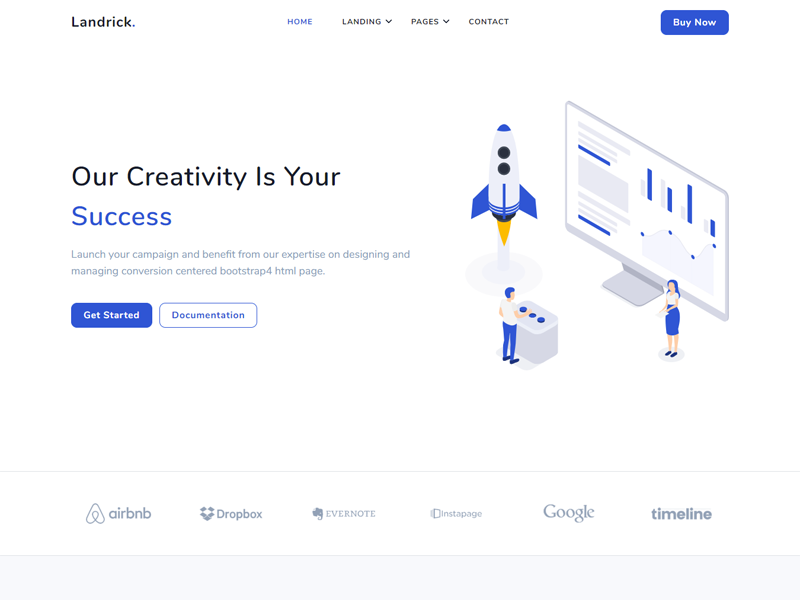 Landrick.
HOME
LANDING
PAGES
CONTACT
Buy Now
Our Creativity Is Your
Success
Launch your campaign and benefit from our expertise on designing and
managing conversion centered bootstrap4 html page.
Get Started
Documentation
airbnb
Dropbox
EVERNOTE
Instapage
Google
timeline